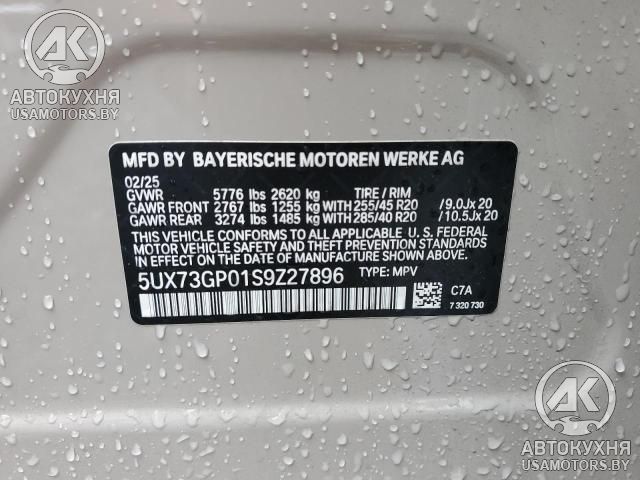 AK
АВТОКУХНЯ
USAMOTORS.BY
MFD BY BAYERISCHE MOTOREN WERKE AG
02/25
GVWR 5776 lbs 2620 kg TIRE / RIM
GAWR FRONT 2767 lbs 1255 kg WITH 255/45 R20 /9.0Jx 20
GAWR REAR 3274 lbs 1485 kg WITH 285/40 R20 /10.5Jx 20
THIS VEHICLE CONFORMS TO ALL APPLICABLE U. S. FEDERAL
MOTOR VEHICLE SAFETY, BUMPER, AND THEFT PREVENTION STANDARDS
IN EFFECT ON THE DATE OF MANUFACTURE SHOWN ABOVE.
5UX73GP01S9Z27896 TYPE: MPV
C7A
7 320 730
AK
АВТОКУХНЯ
USAMOTORS.BY